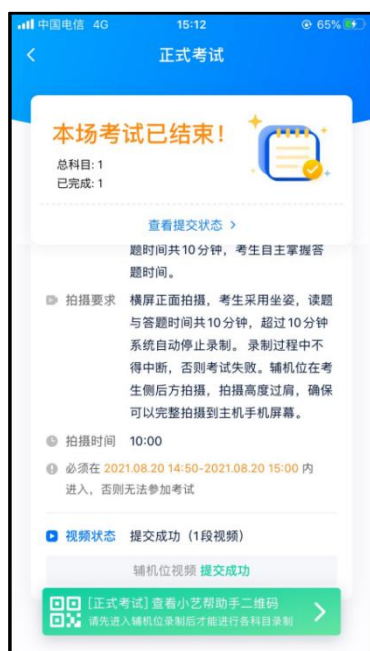 中国电信 4G 15:12 65%
正式考试
本场考试已结束！
总科目: 1
已完成: 1
查看提交状态 >
题时间共10分钟，考生自主掌握答
题时间。
拍摄要求 横屏正面拍摄，考生采用坐姿，读题
与答题时间共10分钟，超过10分钟
系统自动停止录制。录制过程中不
得中断，否则考试失败。辅机位在考
生侧后方拍摄，拍摄高度过肩，确保
可以完整拍摄到主机手机屏幕。
拍摄时间 10:00
必须在 2021.08.20 14:50-2021.08.20 15:00 内
进入，否则无法参加考试
视频状态 提交成功（1段视频）
辅机位视频 提交成功
[正式考试] 查看小艺帮助手二维码
请先进入辅机位录制后才能进行各科目录制